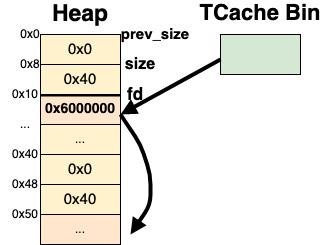 Heap
TCache Bin
0x0
prev_size
0x0
0x8
size
0x40
0x10
fd
0x6000000
...
...
0x40
0x0
0x48
0x40
0x50
...